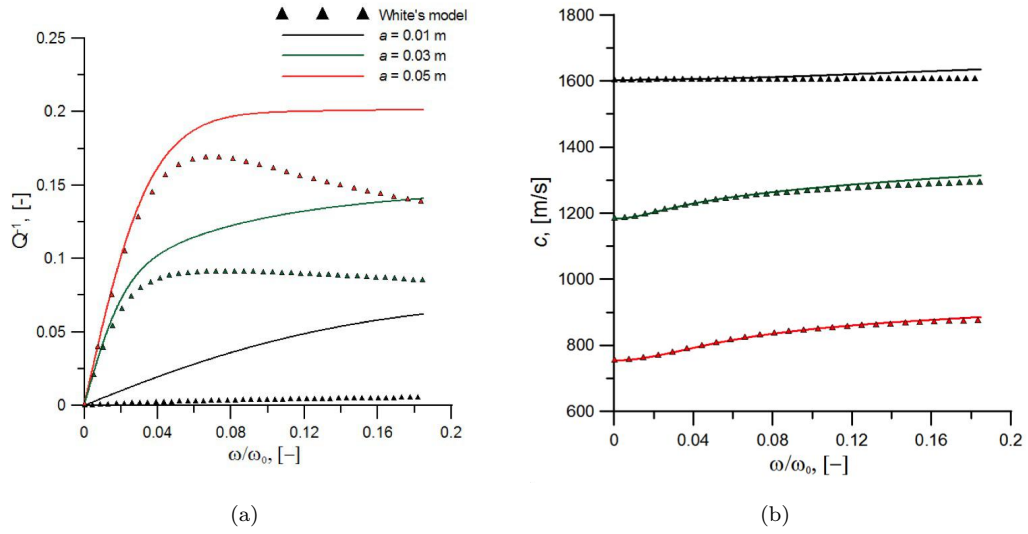 White's model
a = 0.01 m
a = 0.03 m
a = 0.05 m
0.25
0.2
0.15
0.1
0.05
0
Q⁻¹, [-]
0 0.04 0.08 0.12 0.16 0.2
ω/ω₀, [−]
(a)
1800
1600
1400
1200
1000
800
600
c, [m/s]
0 0.04 0.08 0.12 0.16 0.2
ω/ω₀, [−]
(b)